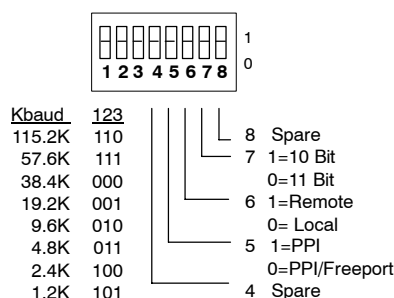 1
0
1 2 3 4 5 6 7 8
Kbaud 123
115.2K 110
57.6K 111
38.4K 000
19.2K 001
9.6K 010
4.8K 011
2.4K 100
1.2K 101
8 Spare
7 1=10 Bit
0=11 Bit
6 1=Remote
0= Local
5 1=PPI
0=PPI/Freeport
4 Spare